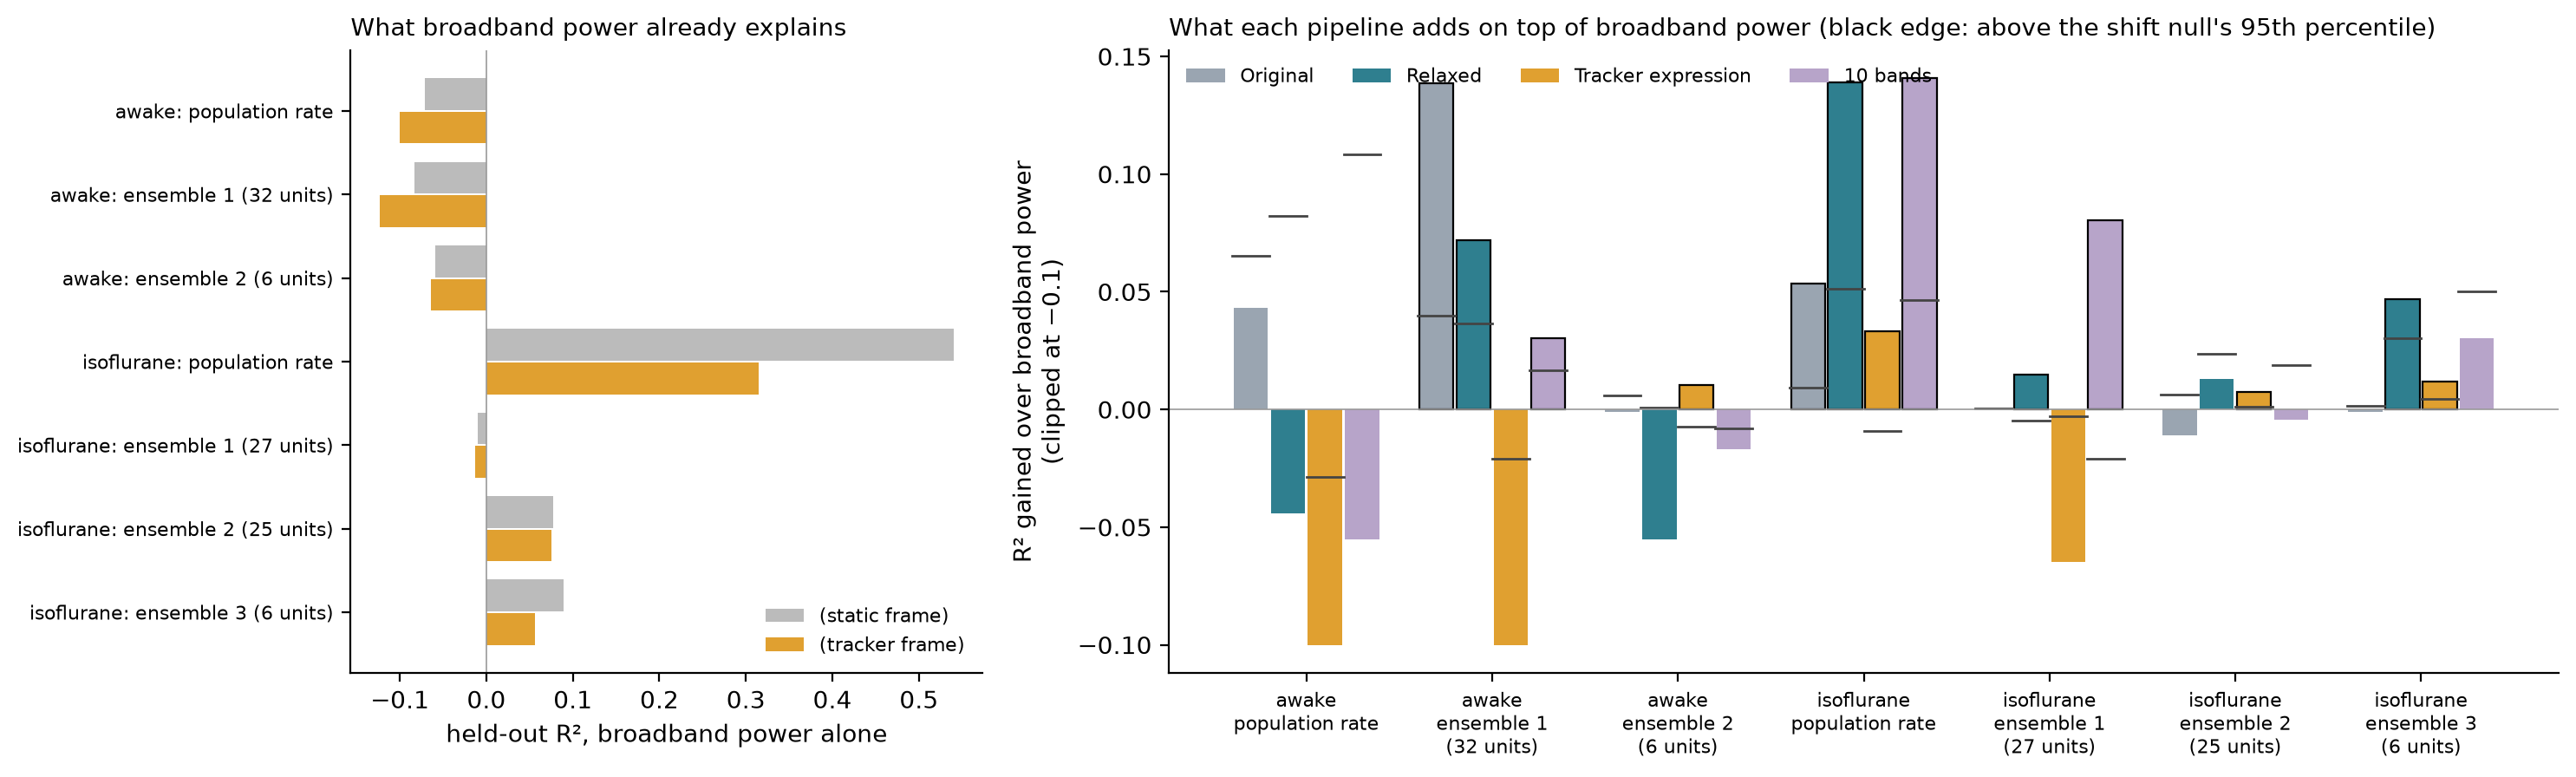 What broadband power already explains
awake: population rate
awake: ensemble 1 (32 units)
awake: ensemble 2 (6 units)
isoflurane: population rate
isoflurane: ensemble 1 (27 units)
isoflurane: ensemble 2 (25 units)
isoflurane: ensemble 3 (6 units)
(static frame)
(tracker frame)
−0.1 0.0 0.1 0.2 0.3 0.4 0.5
held-out R², broadband power alone
What each pipeline adds on top of broadband power (black edge: above the shift null's 95th percentile)
Original Relaxed Tracker expression 10 bands
R² gained over broadband power
(clipped at −0.1)
0.15
0.10
0.05
0.00
−0.05
−0.10
awake
population rate
awake
ensemble 1
(32 units)
awake
ensemble 2
(6 units)
isoflurane
population rate
isoflurane
ensemble 1
(27 units)
isoflurane
ensemble 2
(25 units)
isoflurane
ensemble 3
(6 units)